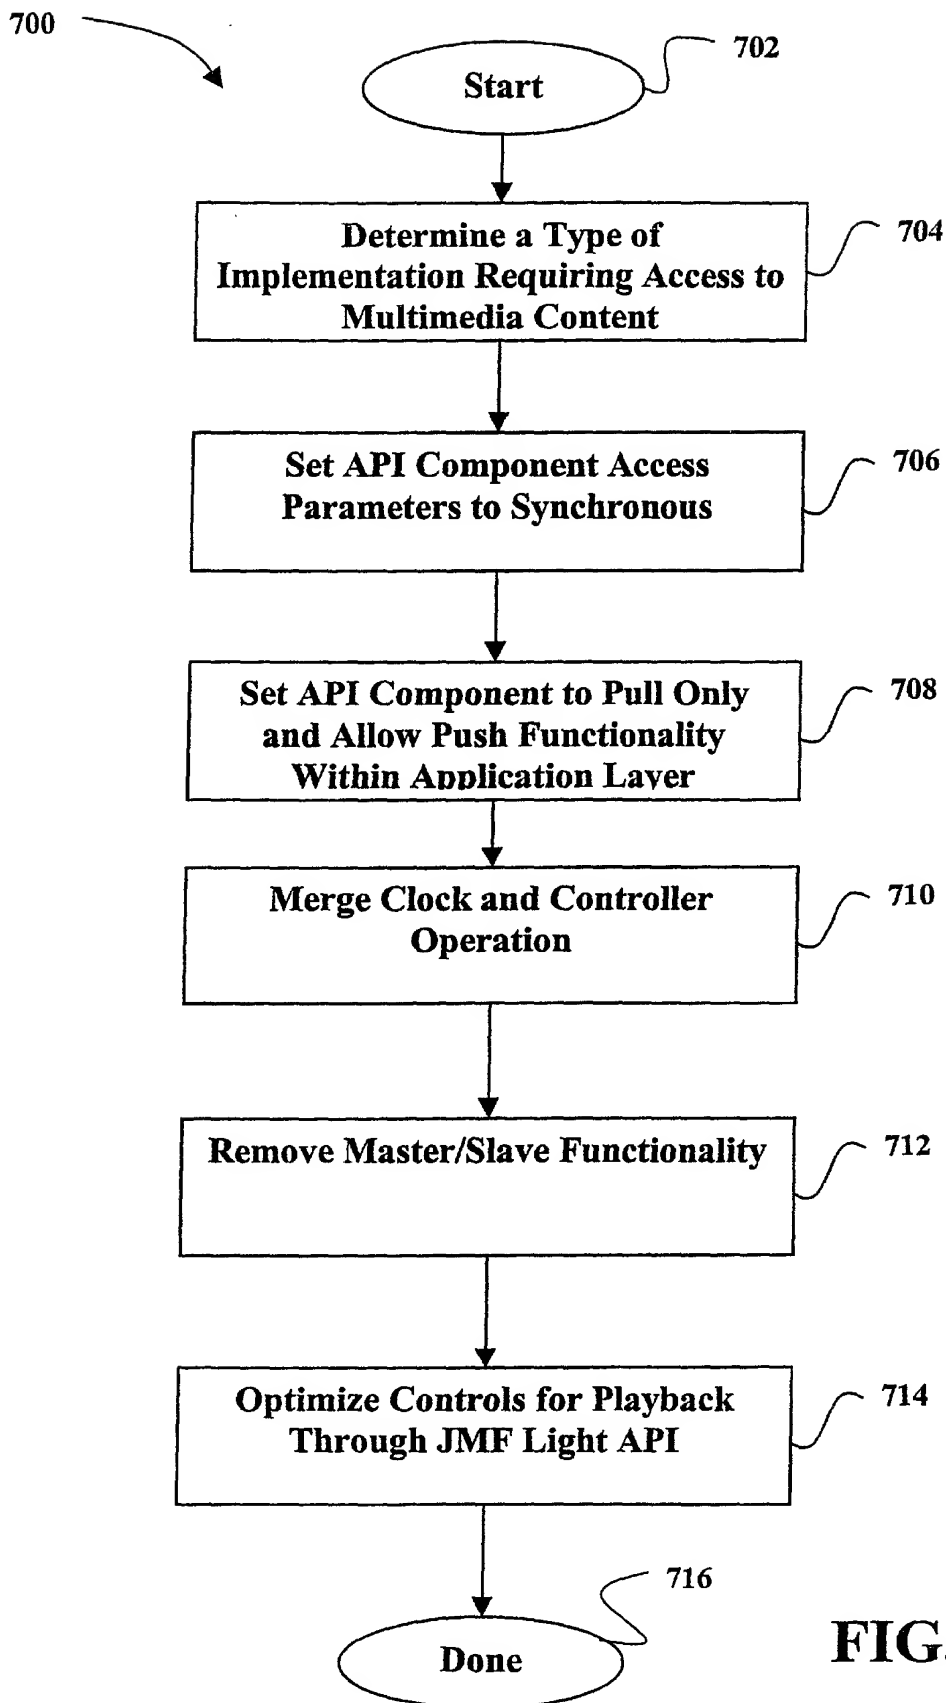 700
702
Start
704
Determine a Type of
Implementation Requiring Access to
Multimedia Content
706
Set API Component Access
Parameters to Synchronous
708
Set API Component to Pull Only
and Allow Push Functionality
Within Application Layer
710
Merge Clock and Controller
Operation
712
Remove Master/Slave Functionality
714
Optimize Controls for Playback
Through JMF Light API
716
Done
FIG.